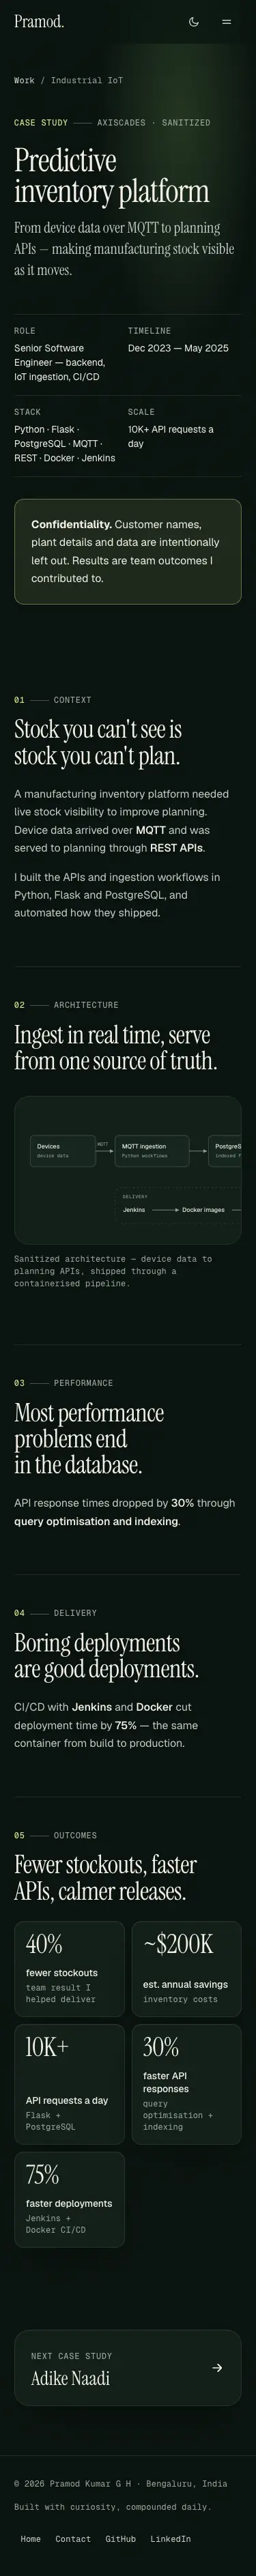 Pramod.
Work / Industrial IoT
CASE STUDY —— AXISCADES · SANITIZED
Predictive
inventory platform
From device data over MQTT to planning
APIs — making manufacturing stock visible
as it moves.
ROLE
Senior Software
Engineer — backend,
IoT ingestion, CI/CD
TIMELINE
Dec 2023 — May 2025
STACK
Python · Flask ·
PostgreSQL · MQTT ·
REST · Docker · Jenkins
SCALE
10K+ API requests a
day
Confidentiality. Customer names,
plant details and data are intentionally
left out. Results are team outcomes I
contributed to.
01 —— CONTEXT
Stock you can't see is
stock you can't plan.
A manufacturing inventory platform needed
live stock visibility to improve planning.
Device data arrived over MQTT and was
served to planning through REST APIs.
I built the APIs and ingestion workflows in
Python, Flask and PostgreSQL, and
automated how they shipped.
02 —— ARCHITECTURE
Ingest in real time, serve
from one source of truth.
Devices
device data
MQTT
MQTT ingestion
Python workflows
PostgreS
indexed
DELIVERY
Jenkins
Docker images
Sanitized architecture — device data to
planning APIs, shipped through a
containerised pipeline.
03 —— PERFORMANCE
Most performance
problems end
in the database.
API response times dropped by 30% through
query optimisation and indexing.
04 —— DELIVERY
Boring deployments
are good deployments.
CI/CD with Jenkins and Docker cut
deployment time by 75% — the same
container from build to production.
05 —— OUTCOMES
Fewer stockouts, faster
APIs, calmer releases.
40%
fewer stockouts
team result I
helped deliver
~$200K
est. annual savings
inventory costs
10K+
API requests a day
Flask +
PostgreSQL
30%
faster API
responses
query
optimisation +
indexing
75%
faster deployments
Jenkins +
Docker CI/CD
NEXT CASE STUDY
Adike Naadi
© 2026 Pramod Kumar G H · Bengaluru, India
Built with curiosity, compounded daily.
Home Contact GitHub LinkedIn